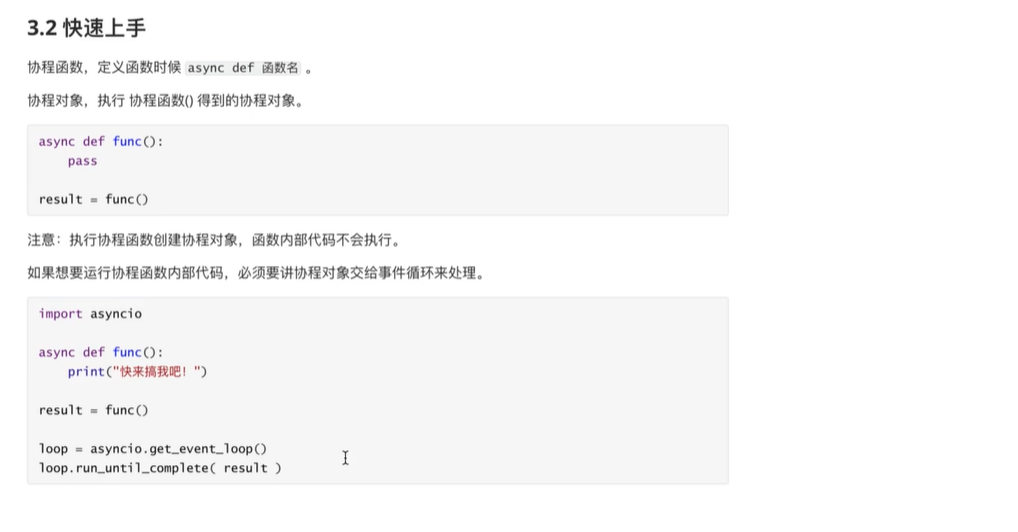 3.2 快速上手
协程函数，定义函数时候 async def 函数名 。
协程对象，执行 协程函数() 得到的协程对象。
async def func():
    pass
result = func()
注意：执行协程函数创建协程对象，函数内部代码不会执行。
如果想要运行协程函数内部代码，必须要讲协程对象交给事件循环来处理。
import asyncio
async def func():
    print("快来搞我吧！")
result = func()
loop = asyncio.get_event_loop()
loop.run_until_complete( result )